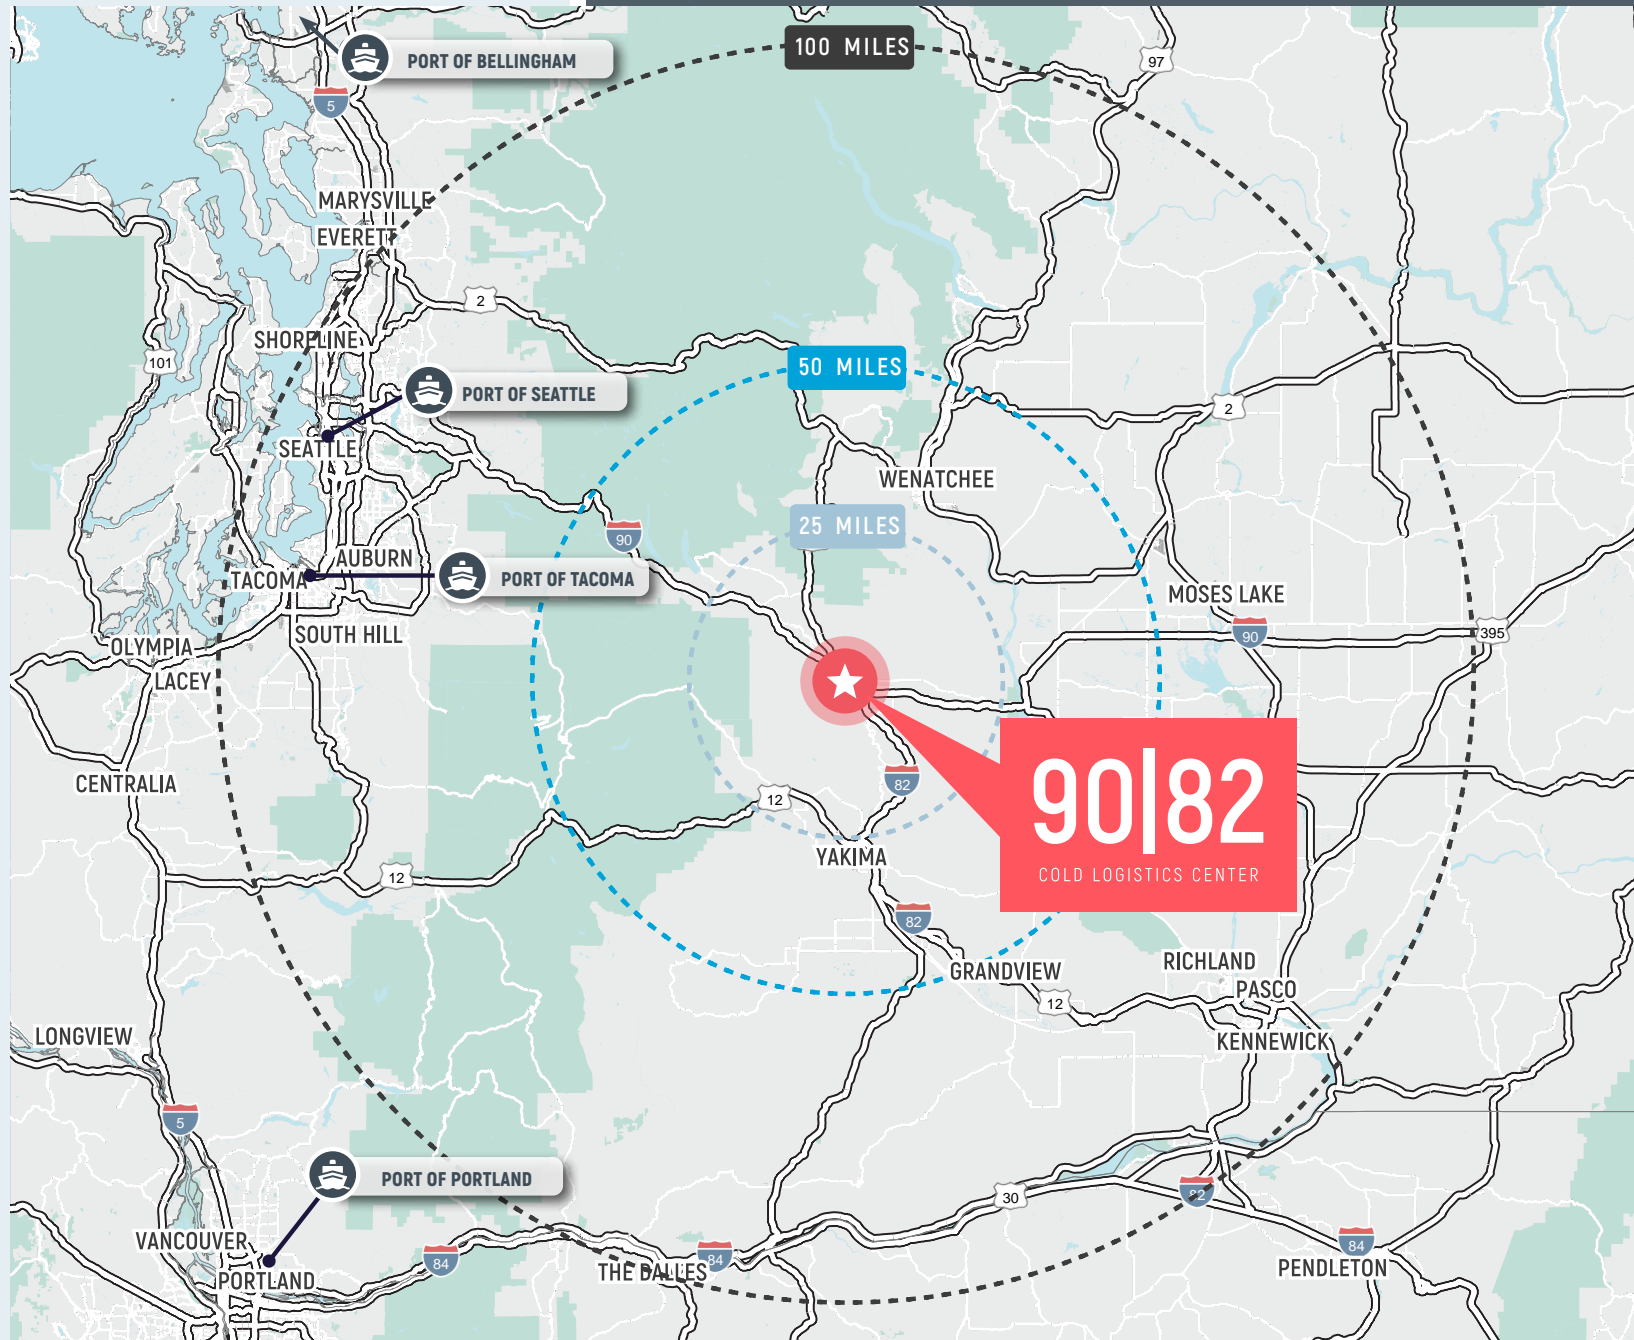 100 MILES
PORT OF BELLINGHAM
97
5
MARYSVILLE
EVERETT
2
SHORELINE
101
50 MILES
PORT OF SEATTLE
2
SEATTLE
WENATCHEE
25 MILES
90
AUBURN
TACOMA
PORT OF TACOMA
MOSES LAKE
SOUTH HILL
90
395
OLYMPIA
LACEY
90|82
COLD LOGISTICS CENTER
82
CENTRALIA
12
YAKIMA
12
82
GRANDVIEW
RICHLAND
PASCO
12
LONGVIEW
KENNEWICK
5
PORT OF PORTLAND
30
82
VANCOUVER
84
84
84
THE DALLES
PENDLETON
PORTLAND